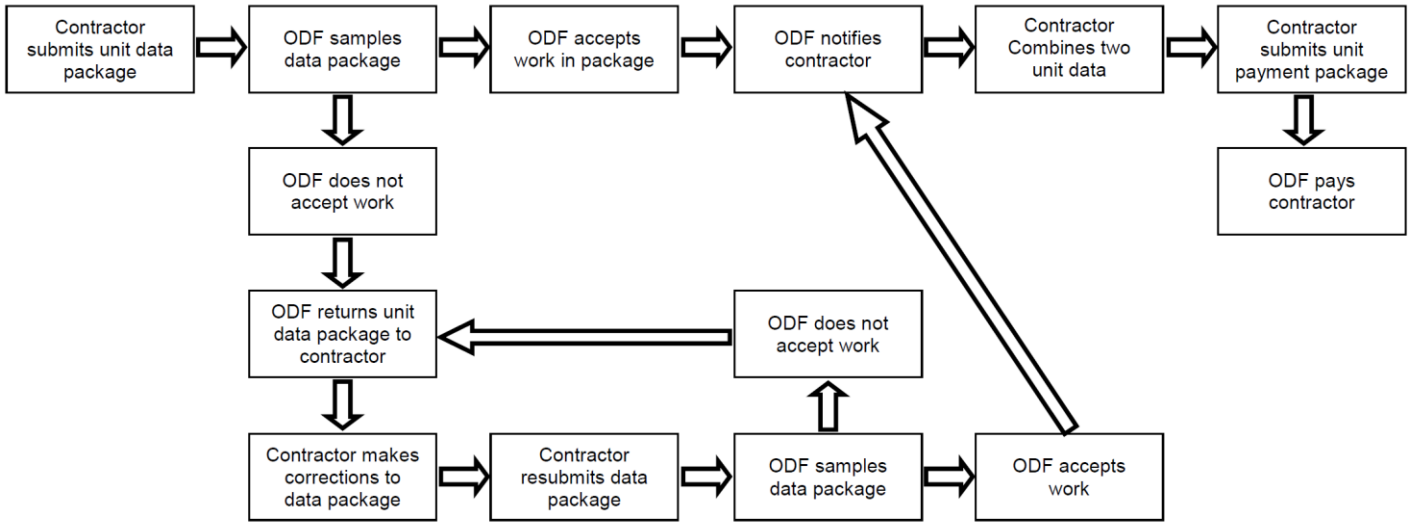 Contractor
submits unit data
package
ODF samples
data package
ODF accepts
work in package
ODF notifies
contractor
Contractor
Combines two
unit data
Contractor
submits unit
payment package
ODF does not
accept work
ODF pays
contractor
ODF returns unit
data package to
contractor
ODF does not
accept work
Contractor makes
corrections to
data package
Contractor
resubmits data
package
ODF samples
data package
ODF accepts
work